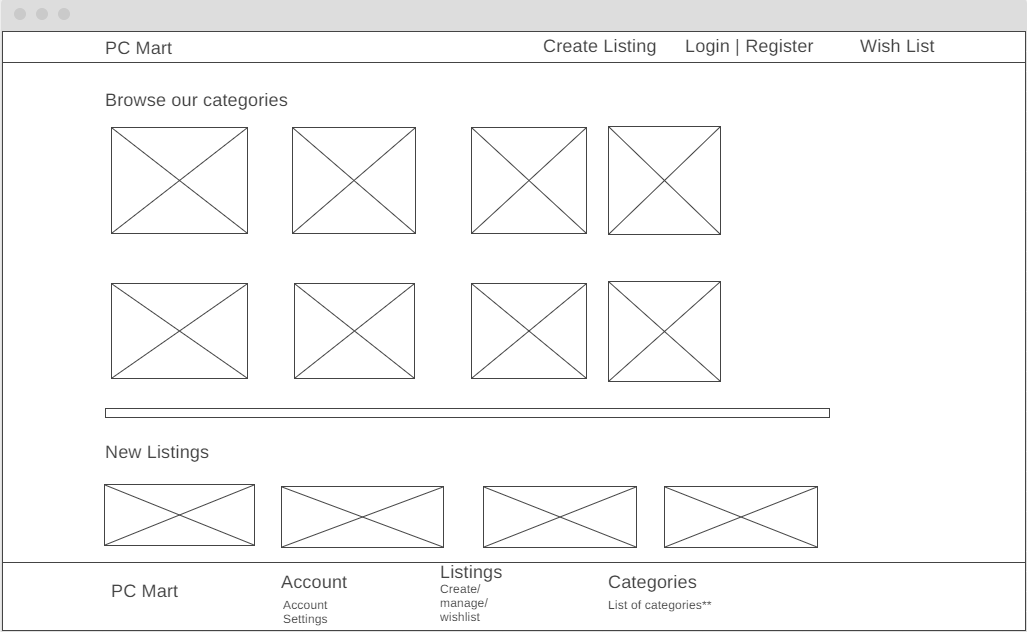 PC Mart
Create Listing
Login | Register
Wish List
Browse our categories
New Listings
PC Mart
Account
Account
Settings
Listings
Create/
manage/
wishlist
Categories
List of categories**